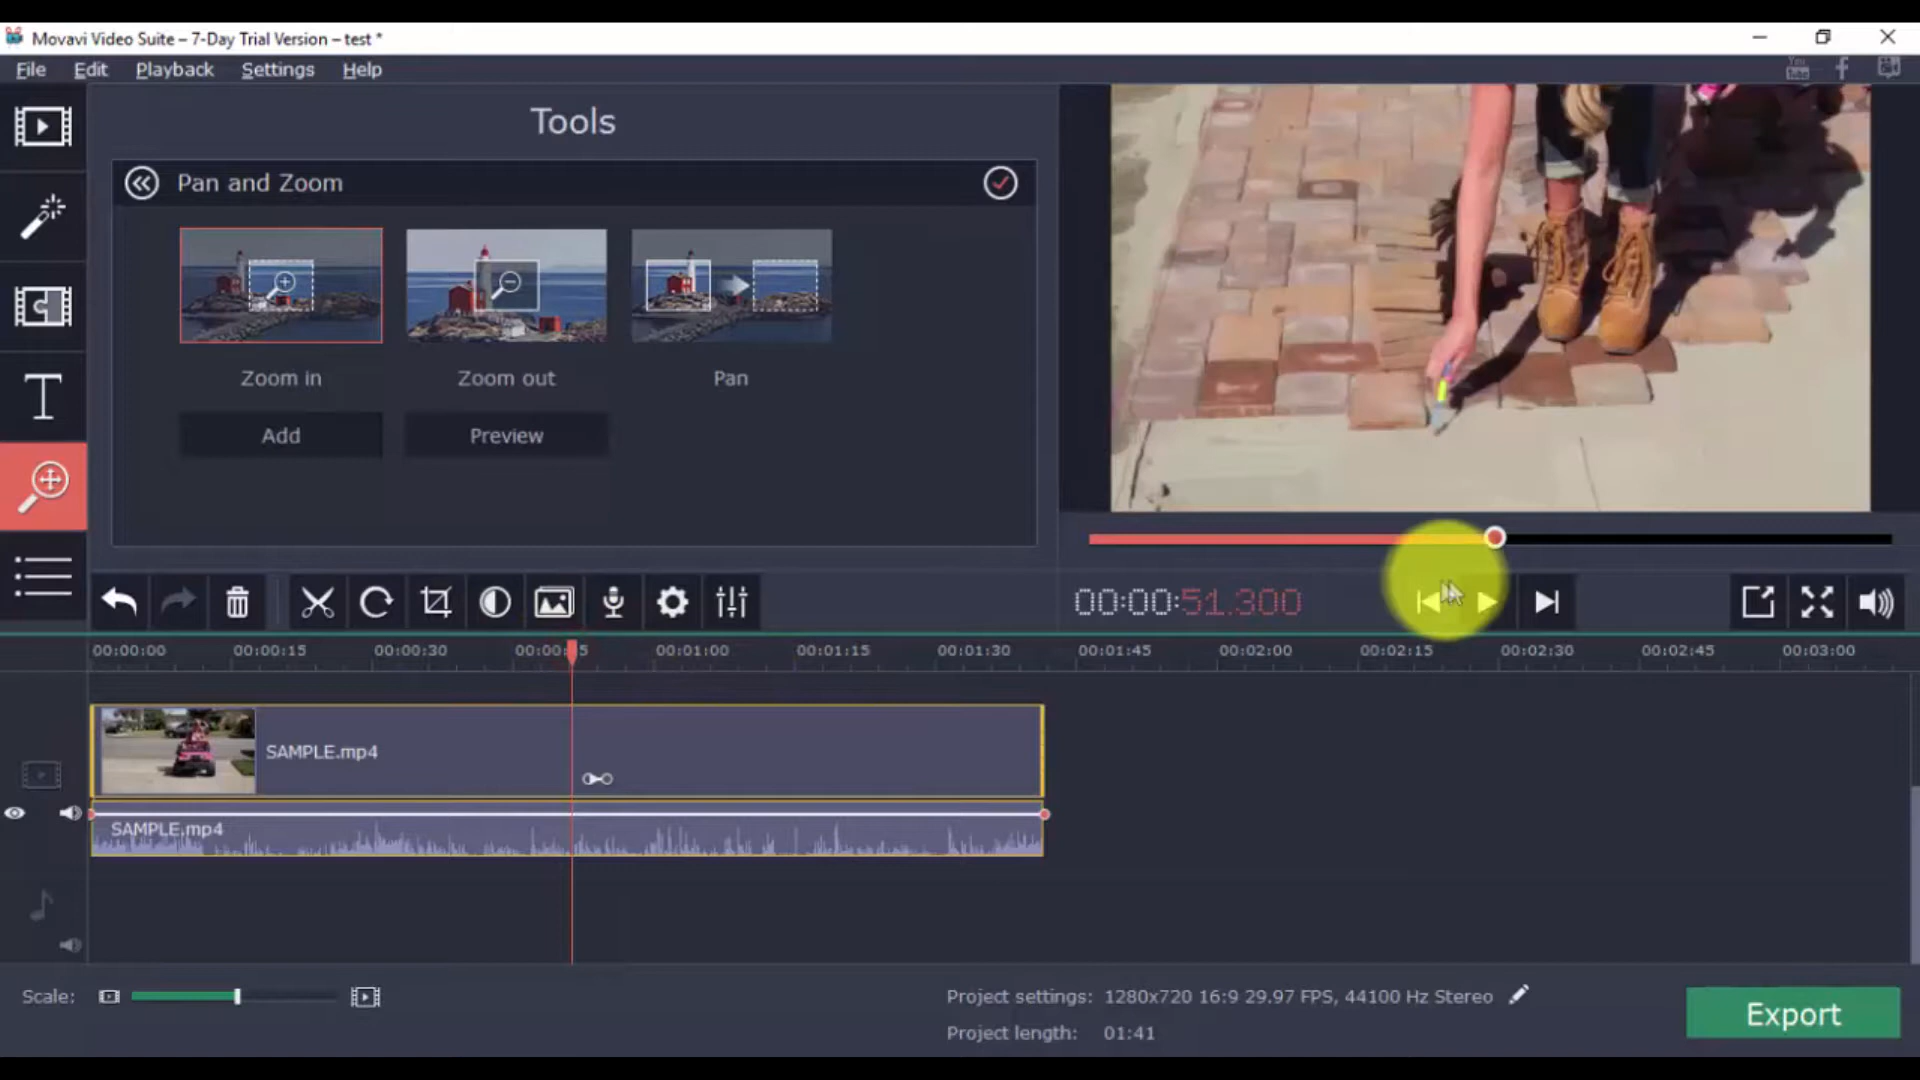 Movavi Video Suite – 7-Day Trial Version – test *
File Edit Playback Settings Help
You
Tube
Tools
Pan and Zoom
Zoom in Zoom out Pan
Add Preview
00:00:51.300
00:00:00 00:00:15 00:00:30 00:01:00 00:01:15 00:01:30 00:01:45 00:02:00 00:02:15 00:02:30 00:02:45 00:03:00
SAMPLE.mp4
SAMPLE.mp4
Scale:
Project settings: 1280x720 16:9 29.97 FPS, 44100 Hz Stereo
Project length: 01:41
Export